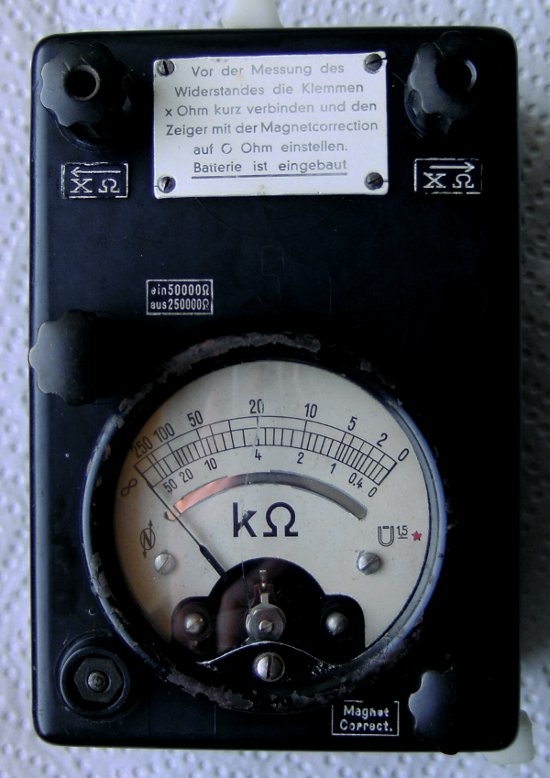 Vor der Messung des
Widerstandes die Klemmen
x Ohm kurz verbinden und den
Zeiger mit der Magnetcorrection
auf O Ohm einstellen.
Batterie ist eingebaut
X Ω
X Ω
ein 50000Ω
aus 250000Ω
∞ 250 100 50 20 10 5 2 0
50 20 10 4 2 1 0.4 0
kΩ
1,5
Magnet
Correct.